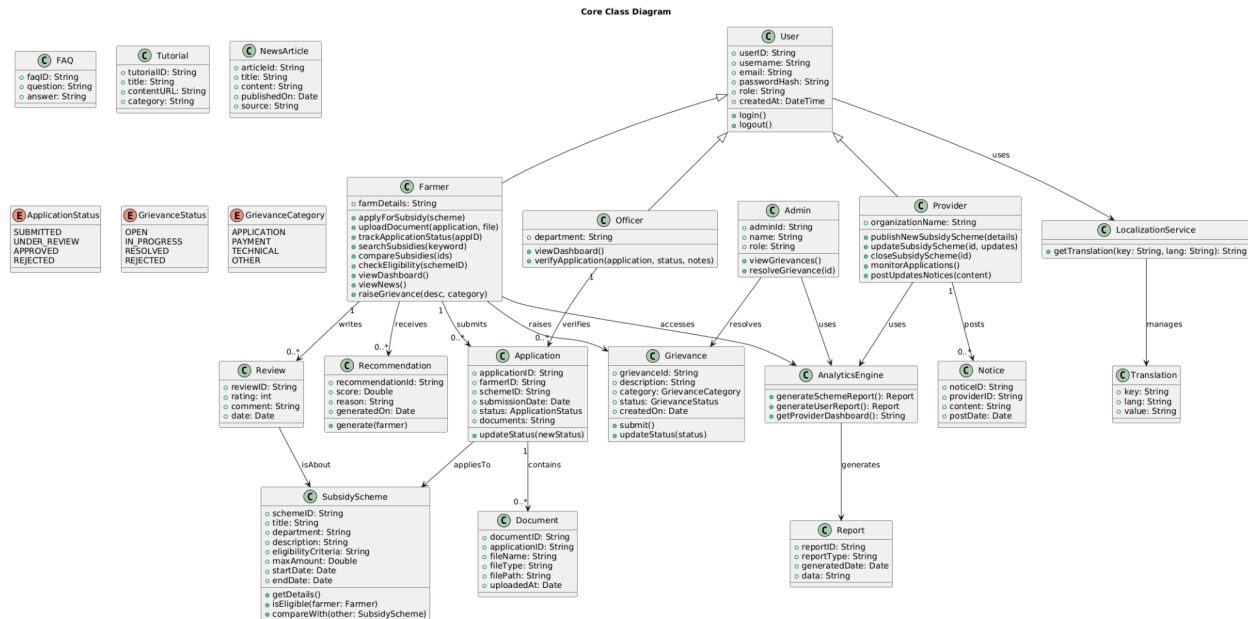 Core Class Diagram
C FAQ
faqID: String
question: String
answer: String
C Tutorial
tutorialID: String
title: String
contentURL: String
category: String
C NewsArticle
articleId: String
title: String
content: String
publishedOn: Date
source: String
C User
userID: String
username: String
email: String
passwordHash: String
role: String
createdAt: DateTime
login()
logout()
uses
E ApplicationStatus
SUBMITTED
UNDER_REVIEW
APPROVED
REJECTED
E GrievanceStatus
OPEN
IN_PROGRESS
RESOLVED
REJECTED
E GrievanceCategory
APPLICATION
PAYMENT
TECHNICAL
OTHER
C Farmer
farmDetails: String
applyForSubsidy(scheme)
uploadDocument(application, file)
trackApplicationStatus(appID)
searchSubsidies(keyword)
compareSubsidies(ids)
checkEligibility(schemeID)
viewDashboard()
viewNews()
raiseGrievance(desc, category)
C Officer
department: String
viewDashboard()
verifyApplication(application, status, notes)
C Admin
adminId: String
name: String
role: String
viewGrievances()
resolveGrievance(id)
C Provider
organizationName: String
publishNewSubsidyScheme(details)
updateSubsidyScheme(id, updates)
closeSubsidyScheme(id)
monitorApplications()
postUpdatesNotices(content)
C LocalizationService
getTranslation(key: String, lang: String): String
1
writes
0..*
receives
0..*
1
submits
0..*
raises
0..*
1
verifies
accesses
resolves
uses
uses
1
posts
0..*
manages
C Review
reviewID: String
rating: int
comment: String
date: Date
C Recommendation
recommendationId: String
score: Double
reason: String
generatedOn: Date
generate(farmer)
C Application
applicationID: String
farmerID: String
schemeID: String
submissionDate: Date
status: ApplicationStatus
documents: String
updateStatus(newStatus)
C Grievance
grievanceId: String
description: String
category: GrievanceCategory
status: GrievanceStatus
createdOn: Date
submit()
updateStatus(status)
C AnalyticsEngine
generateSchemeReport(): Report
generateUserReport(): Report
getProviderDashboard(): String
C Notice
noticeID: String
providerID: String
content: String
postDate: Date
C Translation
key: String
lang: String
value: String
isAbout
appliesTo
1
contains
0..*
generates
C SubsidyScheme
schemeID: String
title: String
department: String
description: String
eligibilityCriteria: String
maxAmount: Double
startDate: Date
endDate: Date
getDetails()
isEligible(farmer: Farmer)
compareWith(other: SubsidyScheme)
C Document
documentID: String
applicationID: String
fileName: String
fileType: String
filePath: String
uploadedAt: Date
C Report
reportID: String
reportType: String
generatedDate: Date
data: String